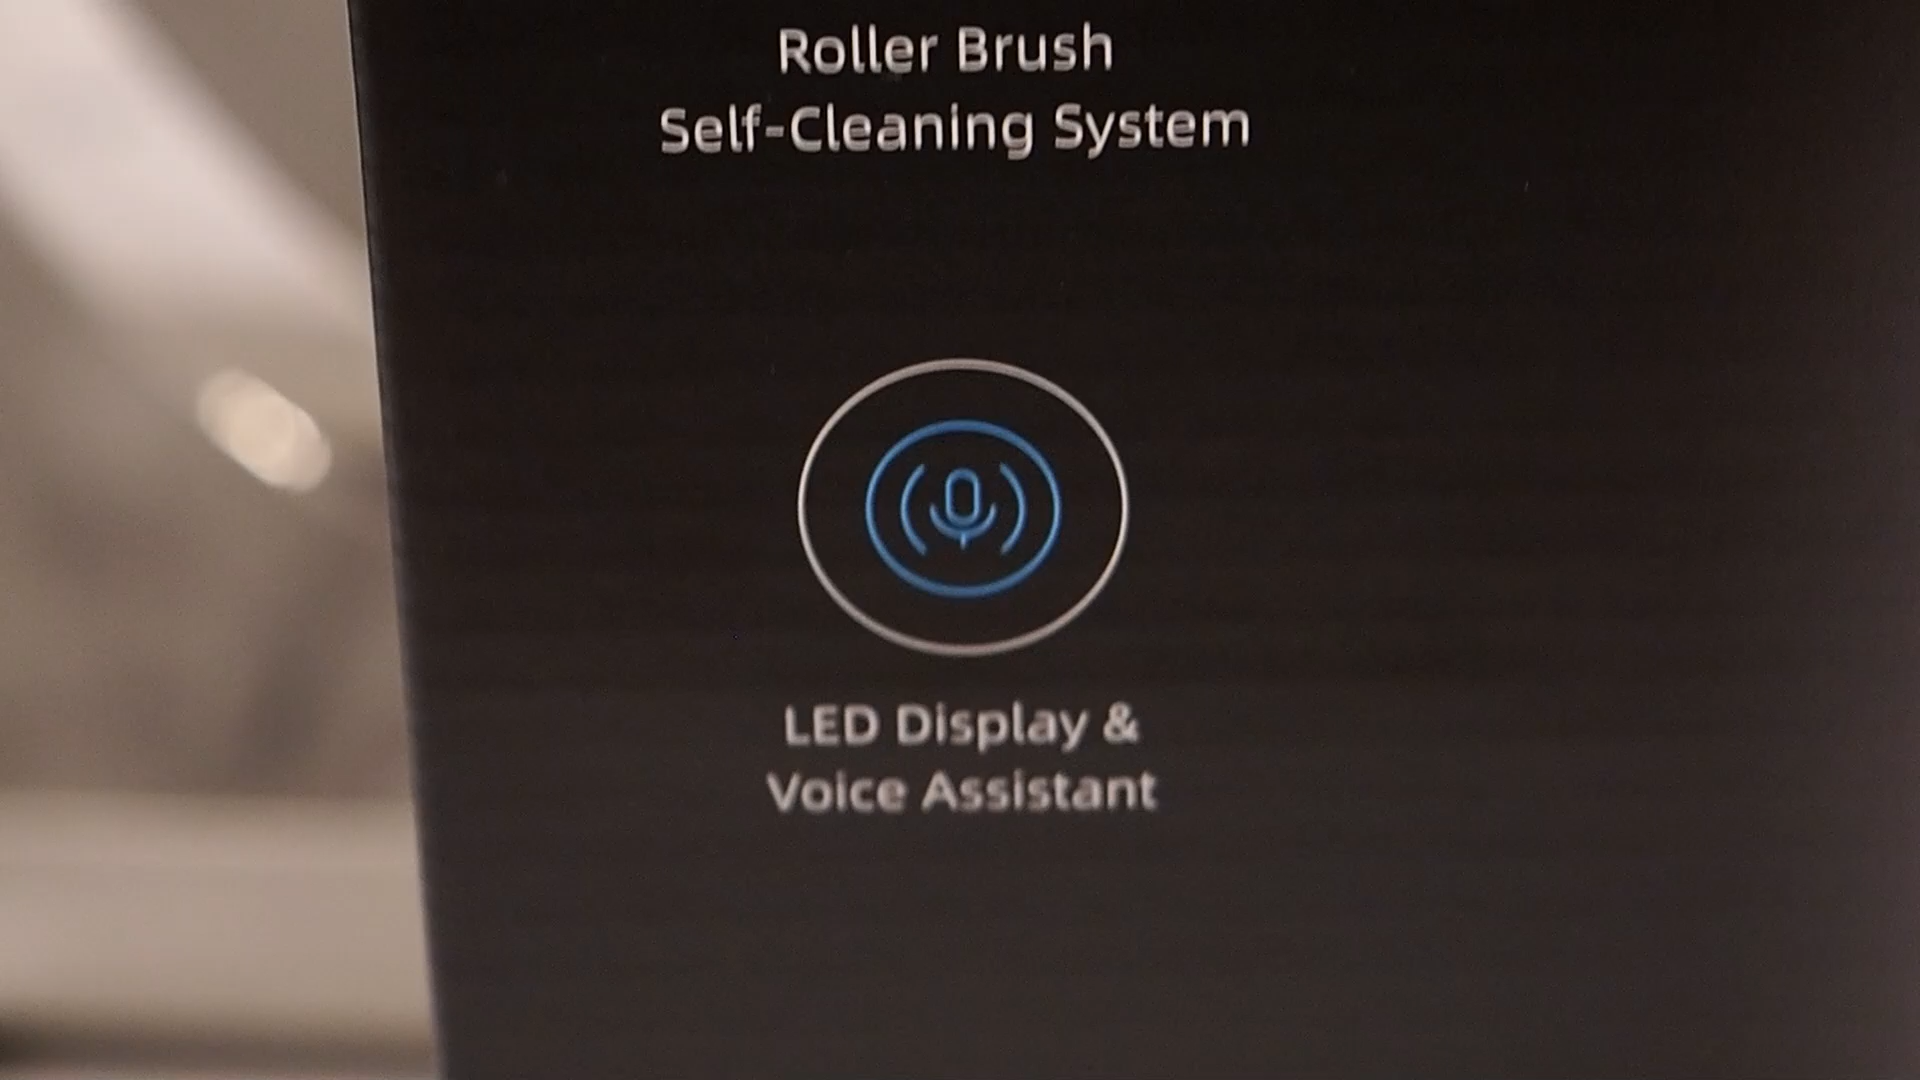 Roller Brush
Self-Cleaning System
LED Display &
Voice Assistant